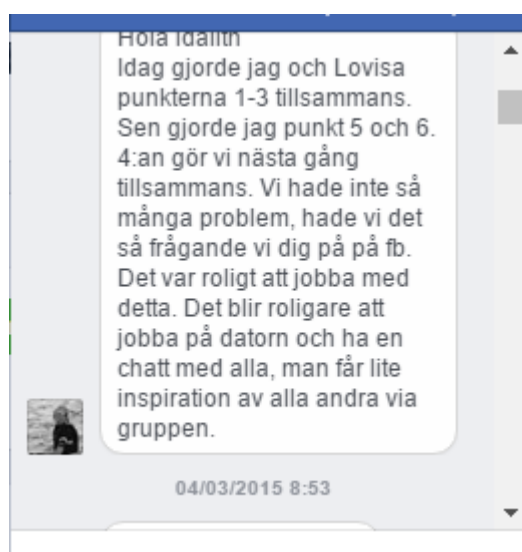 Hola Idalith
Idag gjorde jag och Lovisa
punkterna 1-3 tillsammans.
Sen gjorde jag punkt 5 och 6.
4:an gör vi nästa gång
tillsammans. Vi hade inte så
många problem, hade vi det
så frågande vi dig på på fb.
Det var roligt att jobba med
detta. Det blir roligare att
jobba på datorn och ha en
chatt med alla, man får lite
inspiration av alla andra via
gruppen.
04/03/2015 8:53